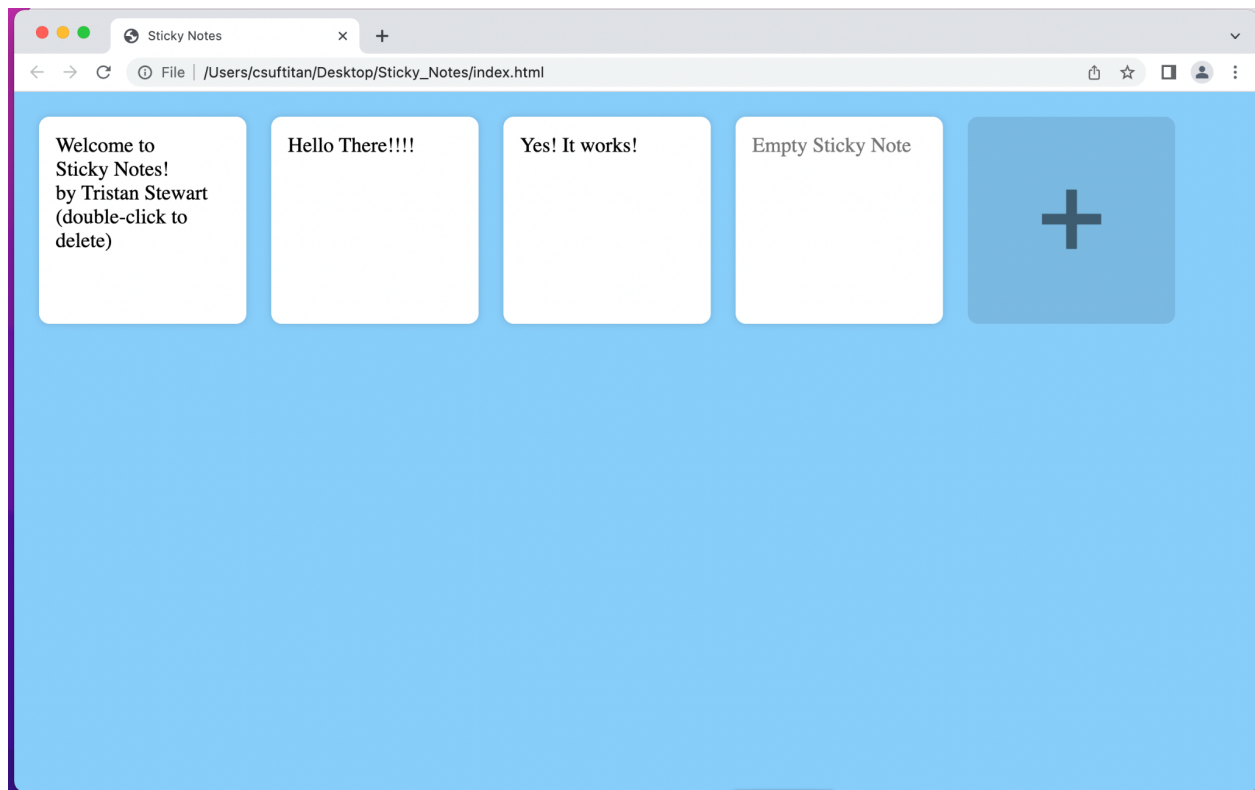 Sticky Notes
File | /Users/csuftitan/Desktop/Sticky_Notes/index.html
Welcome to
Sticky Notes!
by Tristan Stewart
(double-click to
delete)
Hello There!!!!
Yes! It works!
Empty Sticky Note
+